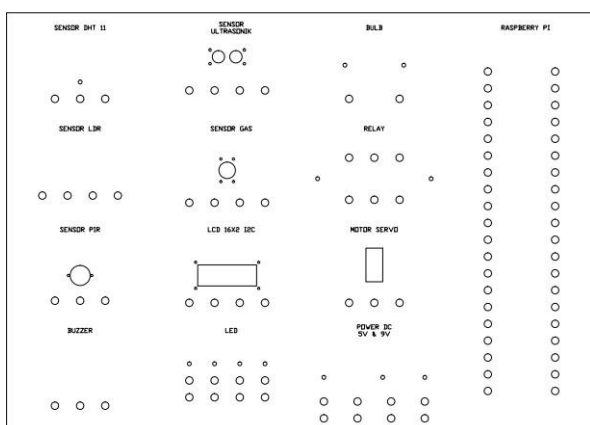 SENSOR DHT 11
SENSOR
ULTRASONIK
BULB
RASPBERRY PI
SENSOR LDR
SENSOR GAS
RELAY
SENSOR PIR
LCD 16X2 I2C
MOTOR SERVO
BUZZER
LED
POWER DC
5V & 9V